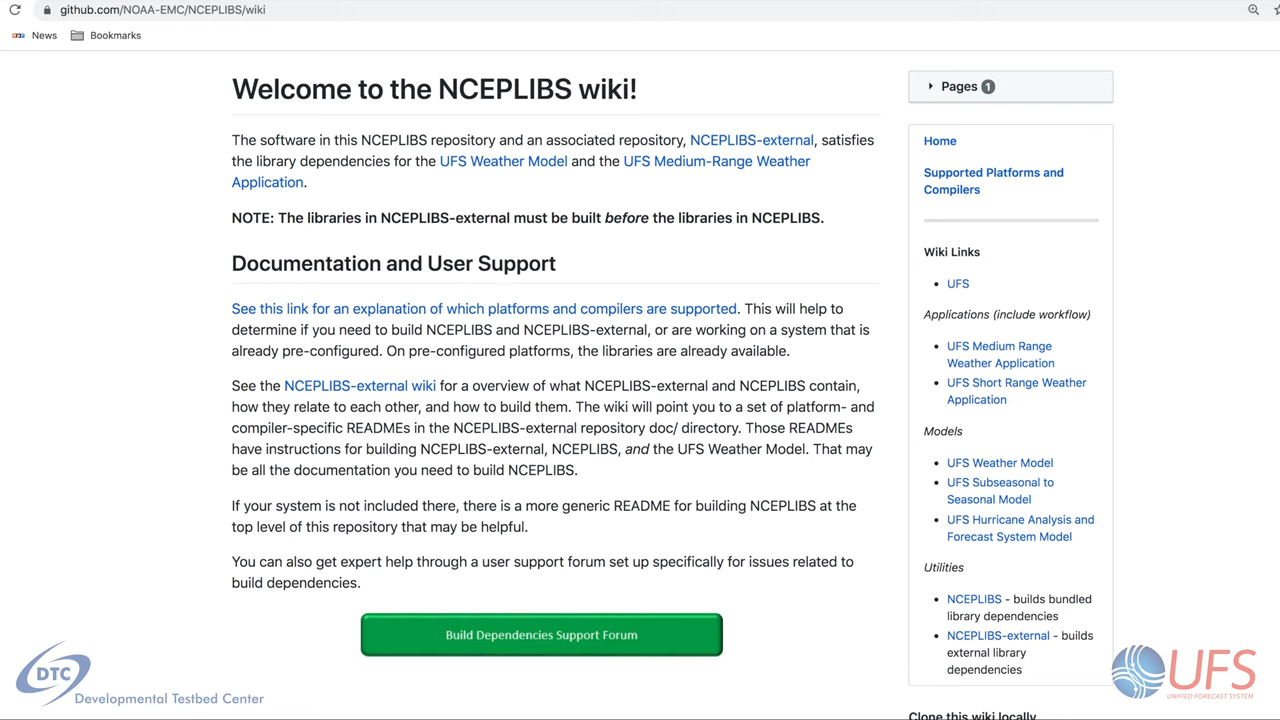 github.com/NOAA-EMC/NCEPLIBS/wiki
News
Bookmarks
Welcome to the NCEPLIBS wiki!
The software in this NCEPLIBS repository and an associated repository, NCEPLIBS-external, satisfies
the library dependencies for the UFS Weather Model and the UFS Medium-Range Weather
Application.
NOTE: The libraries in NCEPLIBS-external must be built before the libraries in NCEPLIBS.
Documentation and User Support
See this link for an explanation of which platforms and compilers are supported. This will help to
determine if you need to build NCEPLIBS and NCEPLIBS-external, or are working on a system that is
already pre-configured. On pre-configured platforms, the libraries are already available.
See the NCEPLIBS-external wiki for a overview of what NCEPLIBS-external and NCEPLIBS contain,
how they relate to each other, and how to build them. The wiki will point you to a set of platform- and
compiler-specific READMEs in the NCEPLIBS-external repository doc/ directory. Those READMEs
have instructions for building NCEPLIBS-external, NCEPLIBS, and the UFS Weather Model. That may
be all the documentation you need to build NCEPLIBS.
If your system is not included there, there is a more generic README for building NCEPLIBS at the
top level of this repository that may be helpful.
You can also get expert help through a user support forum set up specifically for issues related to
build dependencies.
Build Dependencies Support Forum
Pages 1
Home
Supported Platforms and
Compilers
Wiki Links
UFS
Applications (include workflow)
UFS Medium Range
Weather Application
UFS Short Range Weather
Application
Models
UFS Weather Model
UFS Subseasonal to
Seasonal Model
UFS Hurricane Analysis and
Forecast System Model
Utilities
NCEPLIBS - builds bundled
library dependencies
NCEPLIBS-external - builds
external library
dependencies
Clone this wiki locally
DTC
Developmental Testbed Center
UFS
UNIFIED FORECAST SYSTEM